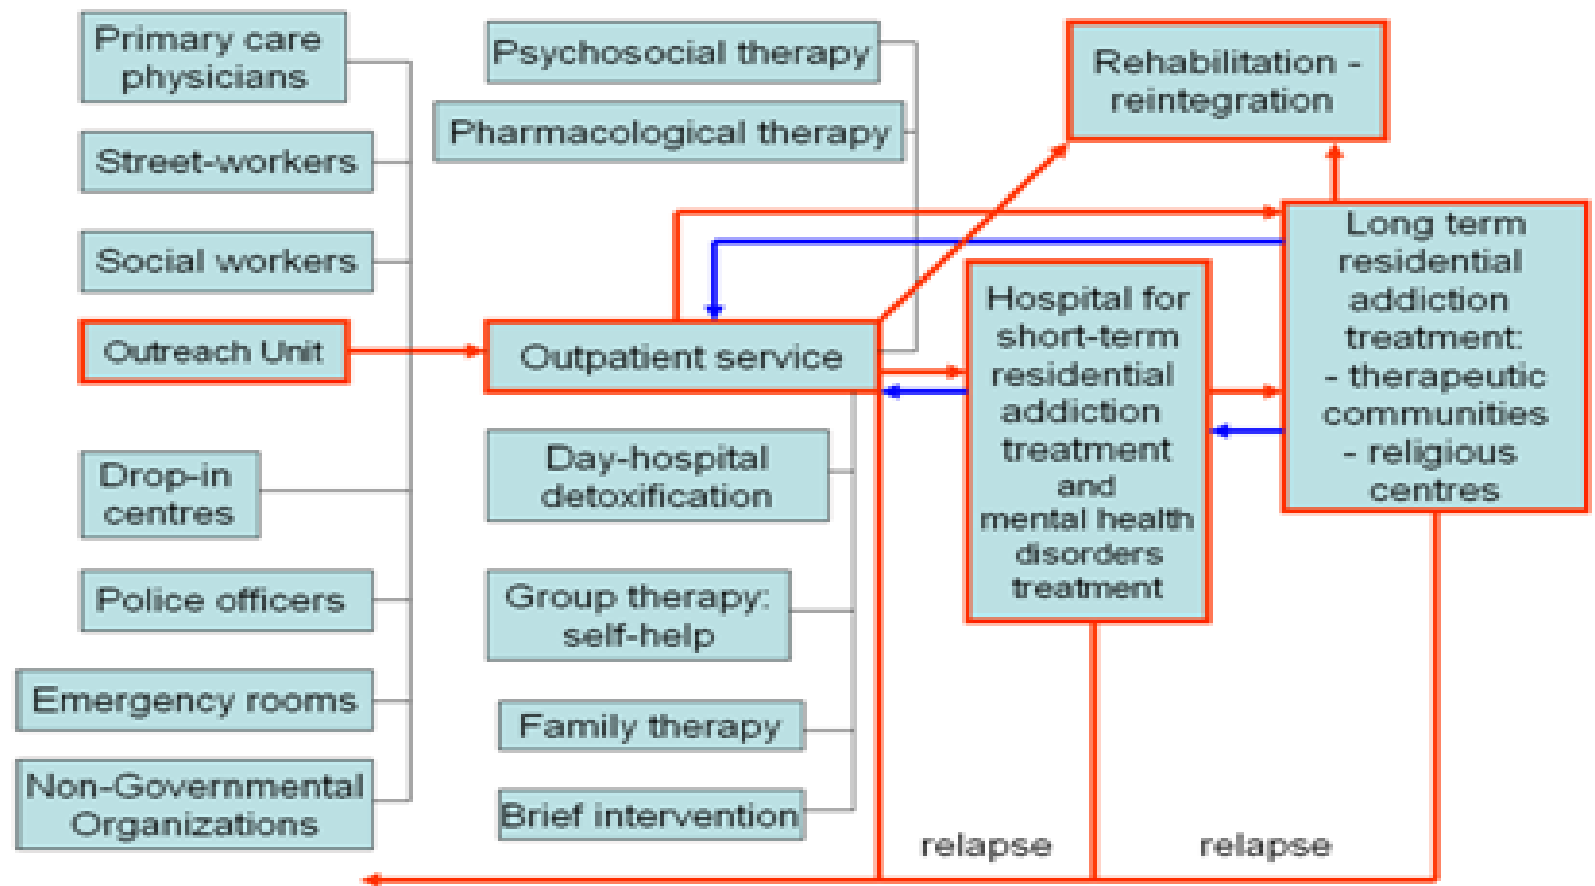 Primary care
physicians
Street-workers
Social workers
Outreach Unit
Drop-in
centres
Police officers
Emergency rooms
Non-Governmental
Organizations
Psychosocial therapy
Pharmacological therapy
Outpatient service
Day-hospital
detoxification
Group therapy:
self-help
Family therapy
Brief intervention
Rehabilitation -
reintegration
Hospital for
short-term
residential
addiction
treatment
and
mental health
disorders
treatment
Long term
residential
addiction
treatment:
- therapeutic
communities
- religious
centres
relapse
relapse